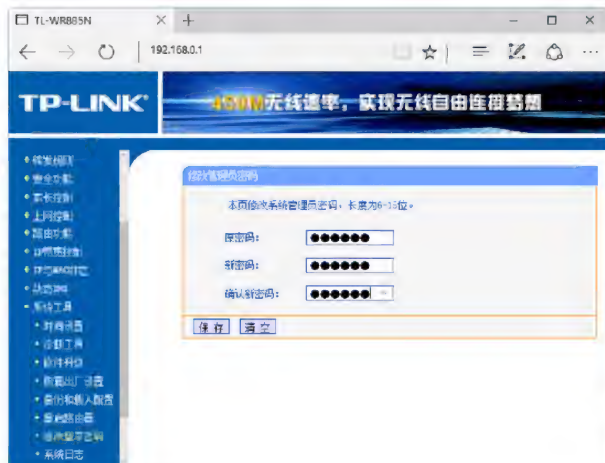 TL-WR885N
192.168.0.1
TP-LINK
450M无线速率，实现无线自由连接梦想
转发规则
安全功能
家长控制
上网控制
路由功能
IP带宽控制
IP与MAC绑定
动态DNS
系统工具
时间设置
诊断工具
软件升级
恢复出厂设置
备份和载入配置
重启路由器
修改登录密码
系统日志
修改管理员密码
本页修改系统管理员密码，长度为6-15位。
原密码：
新密码：
确认新密码：
保 存
清 空